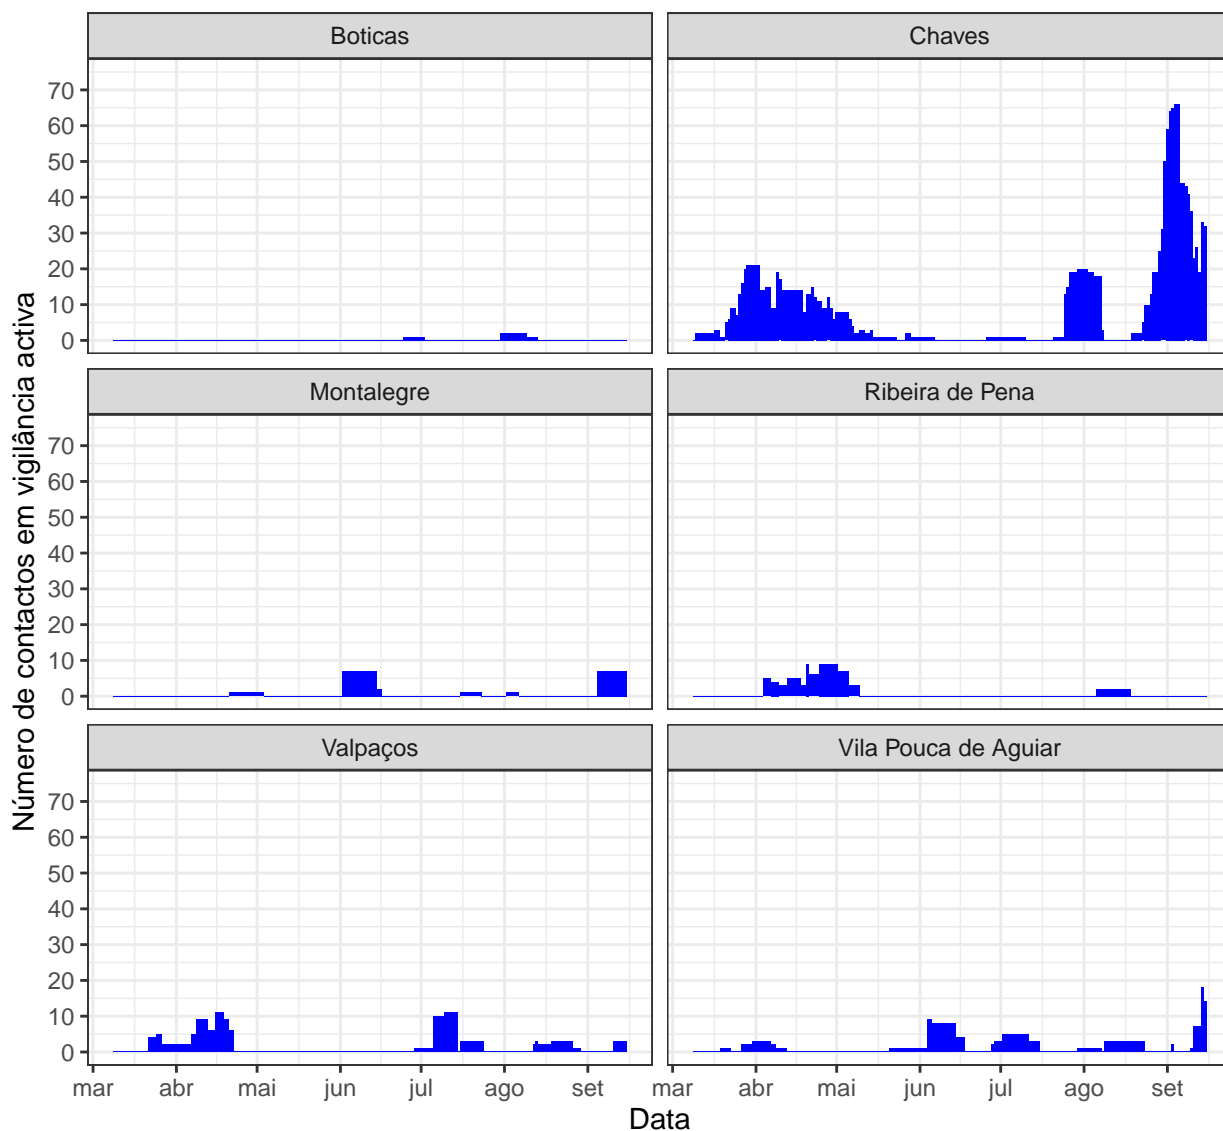 Boticas
Chaves
70
60
50
40
30
20
10
0
Montalegre
Ribeira de Pena
70
60
50
40
30
20
10
0
Valpaços
Vila Pouca de Aguiar
70
60
50
40
30
20
10
0
mar abr mai jun jul ago set
mar abr mai jun jul ago set
Data
Número de contactos em vigilância activa